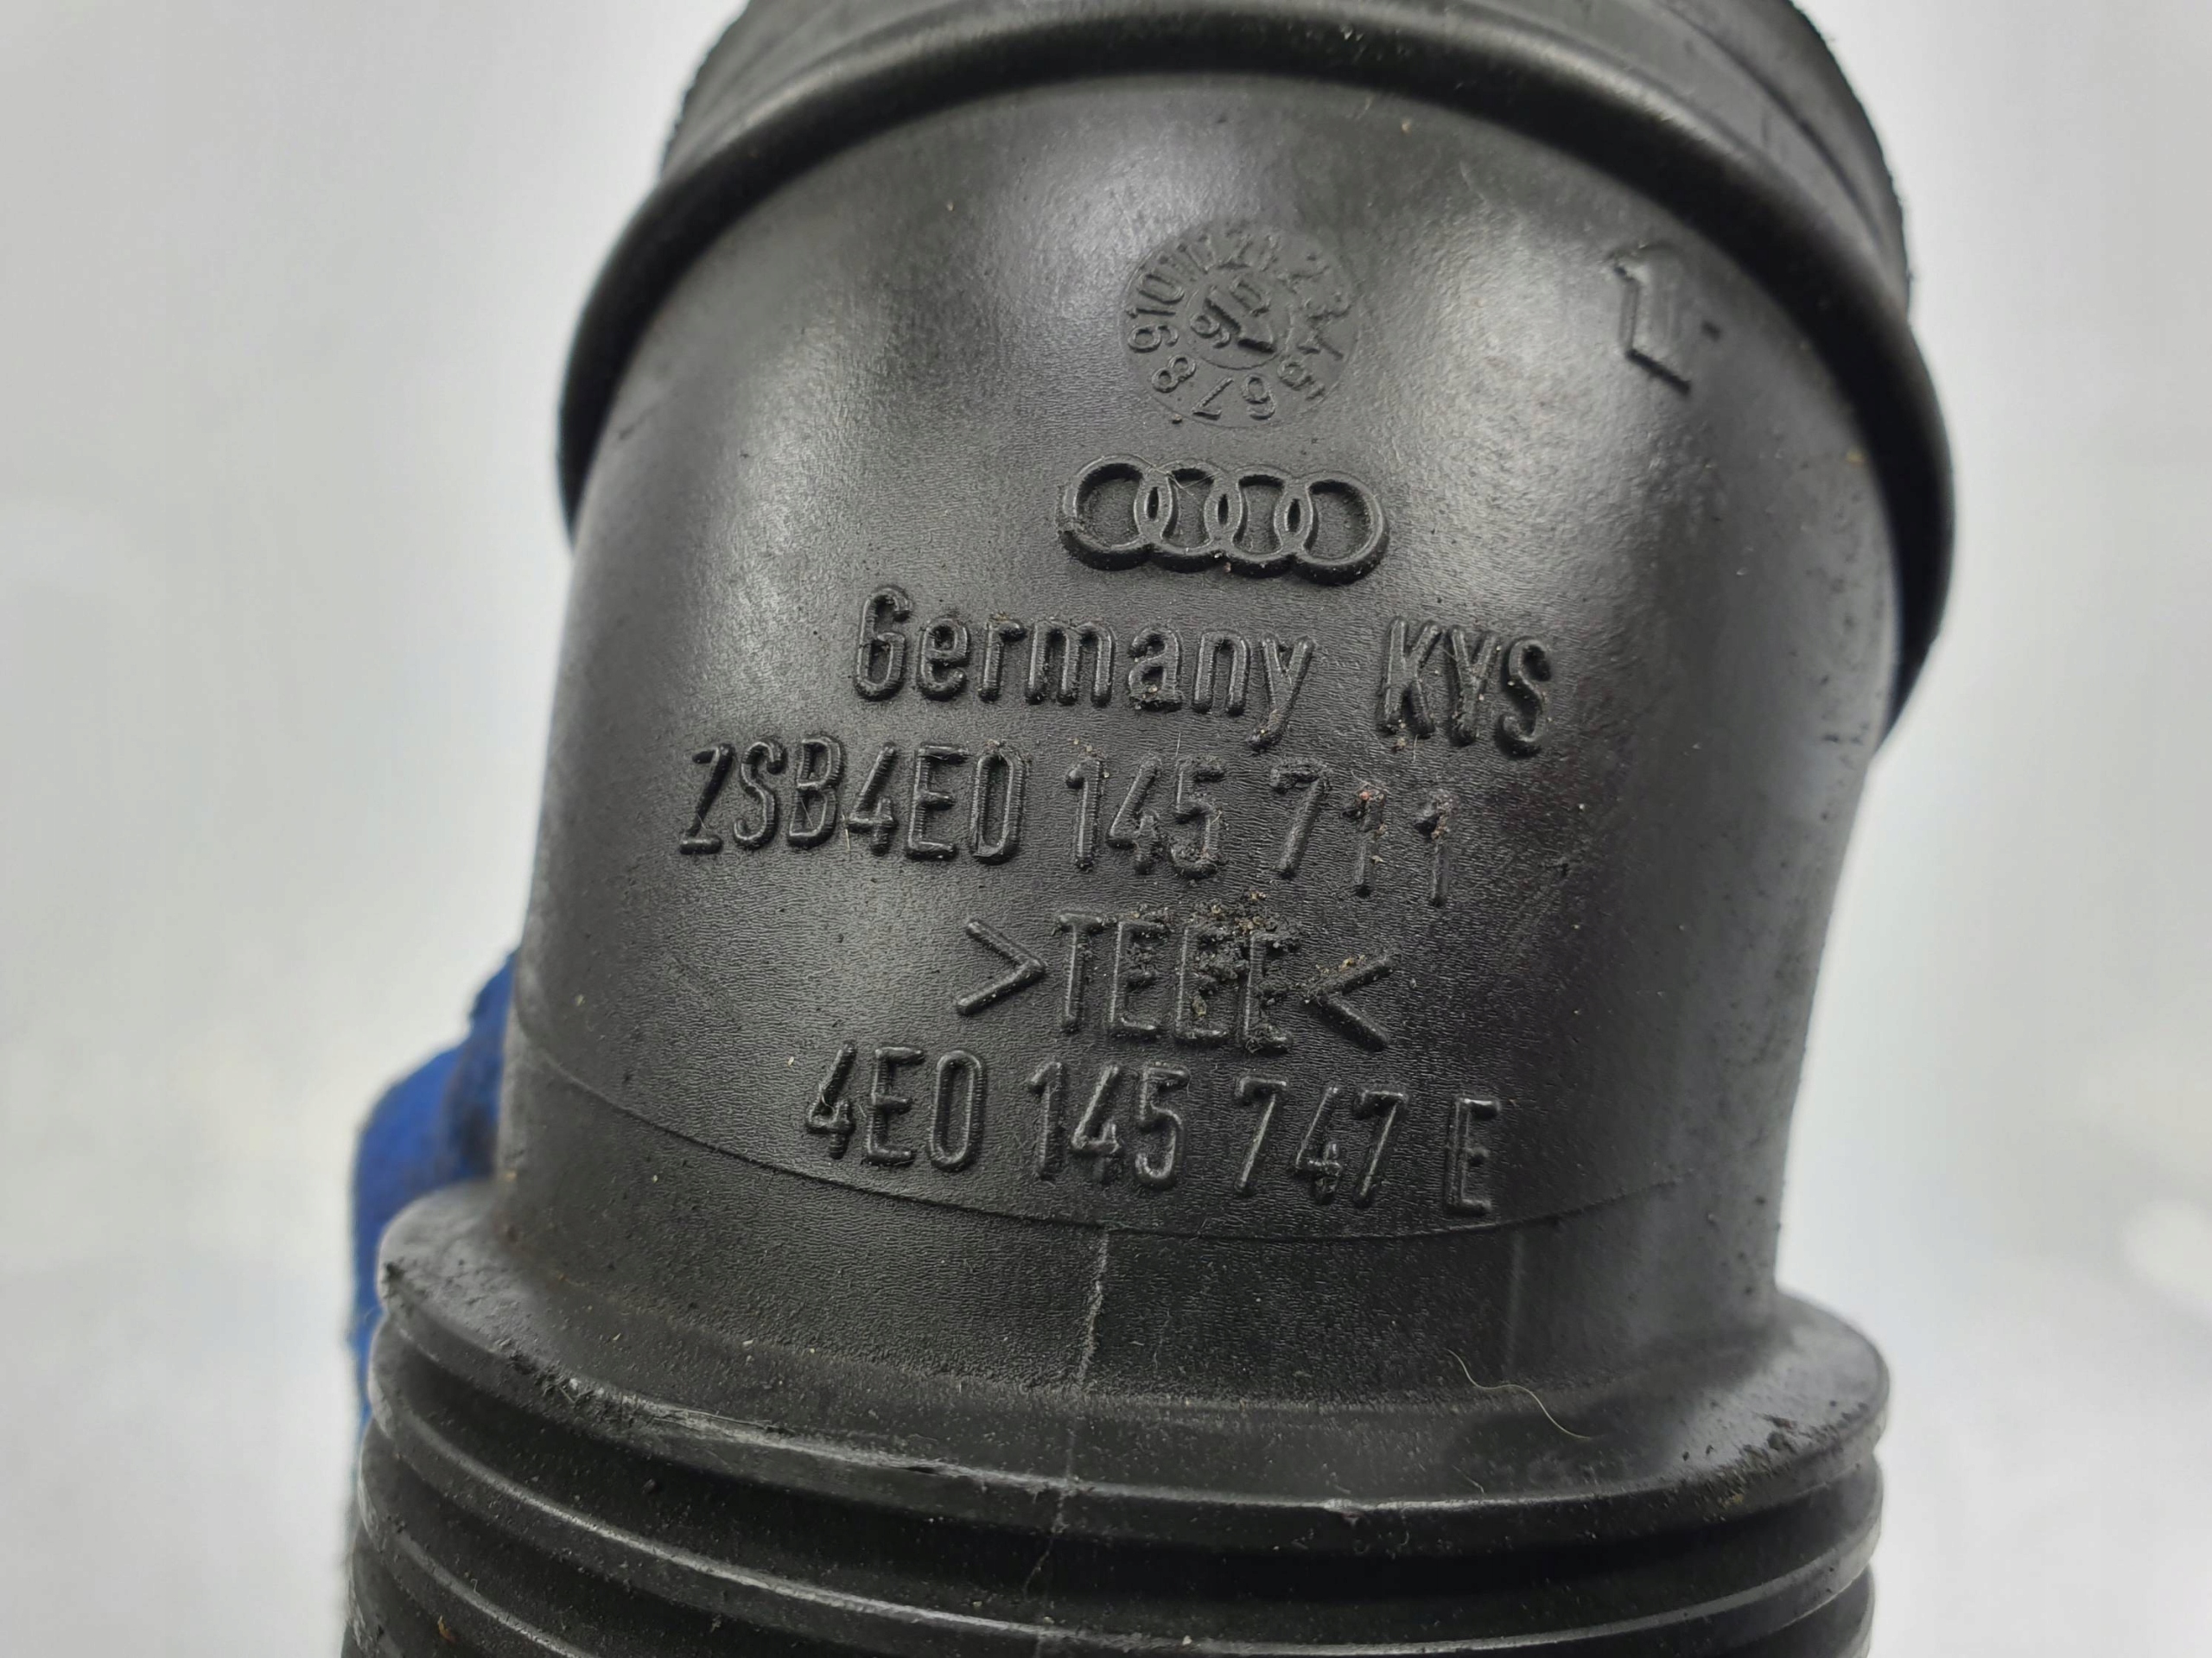 Germany KYS
ZSB4E0 145 711
>TEEE<
4E0 145 747 E